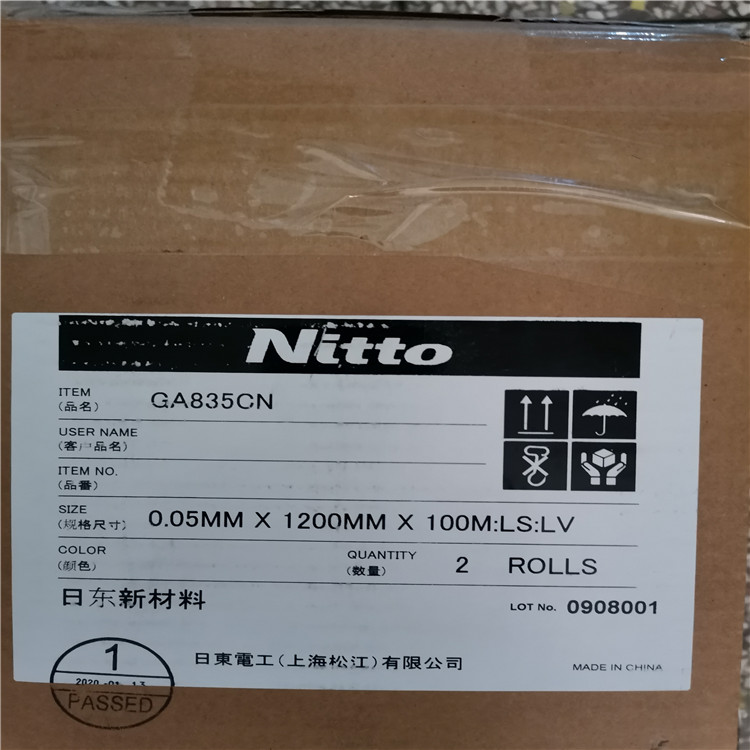 Nitto
ITEM
(品名)
GA835CN
USER NAME
(客户品名)
ITEM NO.
(品番)
SIZE
(规格尺寸)
0.05MM X 1200MM X 100M:LS:LV
COLOR
(颜色)
QUANTITY
(数量)
2 ROLLS
日东新材料
LOT No. 0908001
日東電工(上海松江)有限公司
MADE IN CHINA
1
PASSED